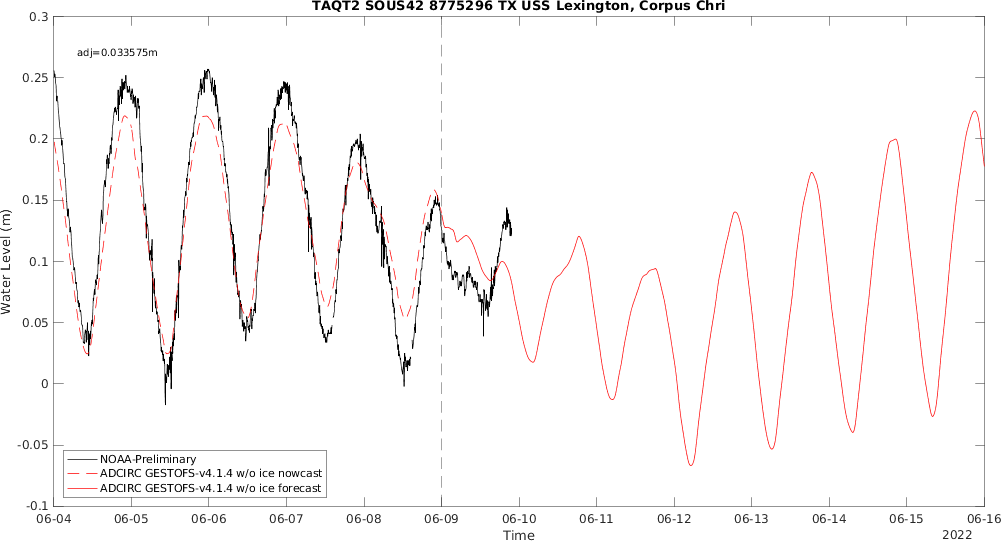 TAQT2 SOUS42 8775296 TX USS Lexington, Corpus Chri
adj=0.033575m
0.3
0.25
0.2
0.15
0.1
0.05
0
-0.05
-0.1
Water Level (m)
NOAA-Preliminary
ADCIRC GESTOFS-v4.1.4 w/o ice nowcast
ADCIRC GESTOFS-v4.1.4 w/o ice forecast
06-04 06-05 06-06 06-07 06-08 06-09 06-10 06-11 06-12 06-13 06-14 06-15 06-16
Time
2022